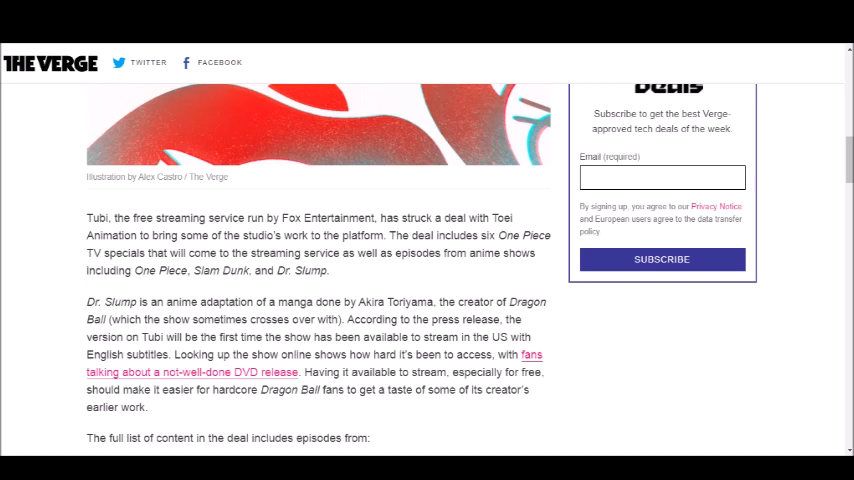 THE VERGE TWITTER FACEBOOK
Deals
Subscribe to get the best Verge-
approved tech deals of the week.
Email (required)
By signing up, you agree to our Privacy Notice
and European users agree to the data transfer
policy.
SUBSCRIBE
Illustration by Alex Castro / The Verge
Tubi, the free streaming service run by Fox Entertainment, has struck a deal with Toei
Animation to bring some of the studio’s work to the platform. The deal includes six One Piece
TV specials that will come to the streaming service as well as episodes from anime shows
including One Piece, Slam Dunk, and Dr. Slump.
Dr. Slump is an anime adaptation of a manga done by Akira Toriyama, the creator of Dragon
Ball (which the show sometimes crosses over with). According to the press release, the
version on Tubi will be the first time the show has been available to stream in the US with
English subtitles. Looking up the show online shows how hard it’s been to access, with fans
talking about a not-well-done DVD release. Having it available to stream, especially for free,
should make it easier for hardcore Dragon Ball fans to get a taste of some of its creator’s
earlier work.
The full list of content in the deal includes episodes from: